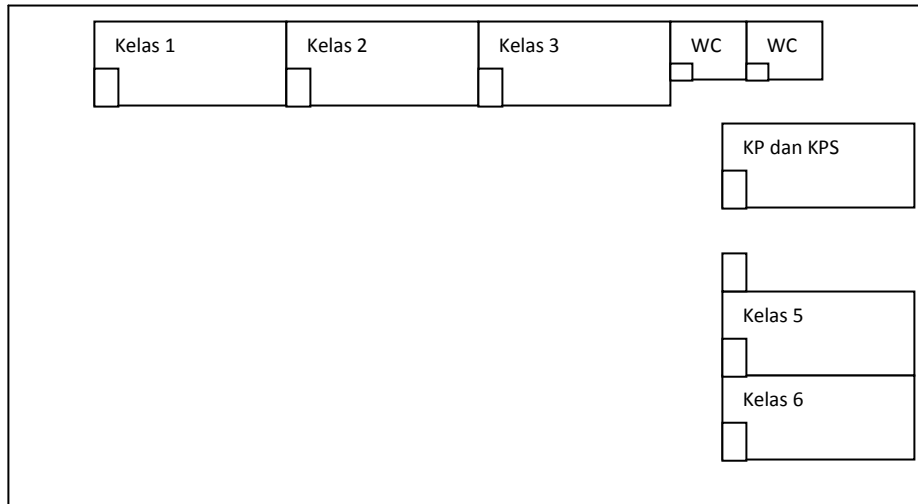 Kelas 1
Kelas 2
Kelas 3
WC
WC
KP dan KPS
Kelas 5
Kelas 6